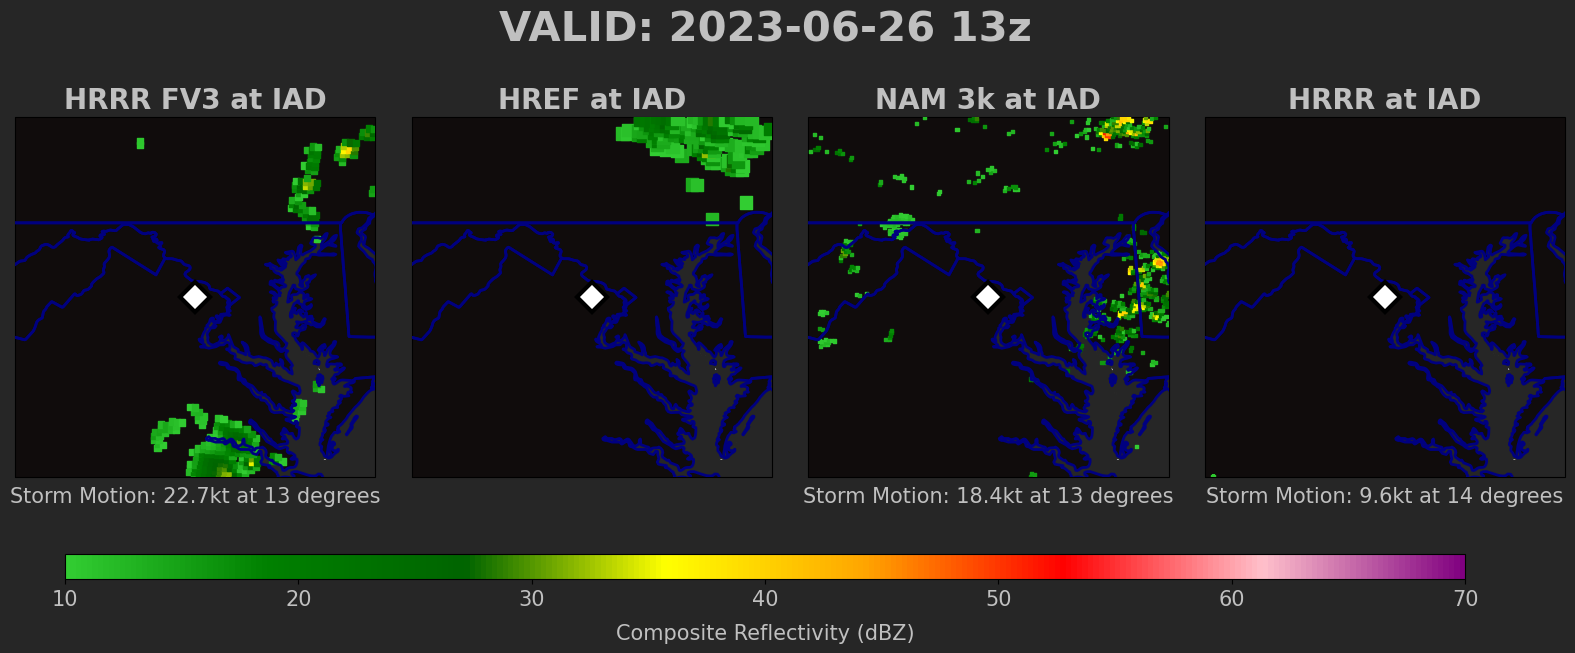 VALID: 2023-06-26 13z
HRRR FV3 at IAD
HREF at IAD
NAM 3k at IAD
HRRR at IAD
Storm Motion: 22.7kt at 13 degrees
Storm Motion: 18.4kt at 13 degrees
Storm Motion: 9.6kt at 14 degrees
10 20 30 40 50 60 70
Composite Reflectivity (dBZ)